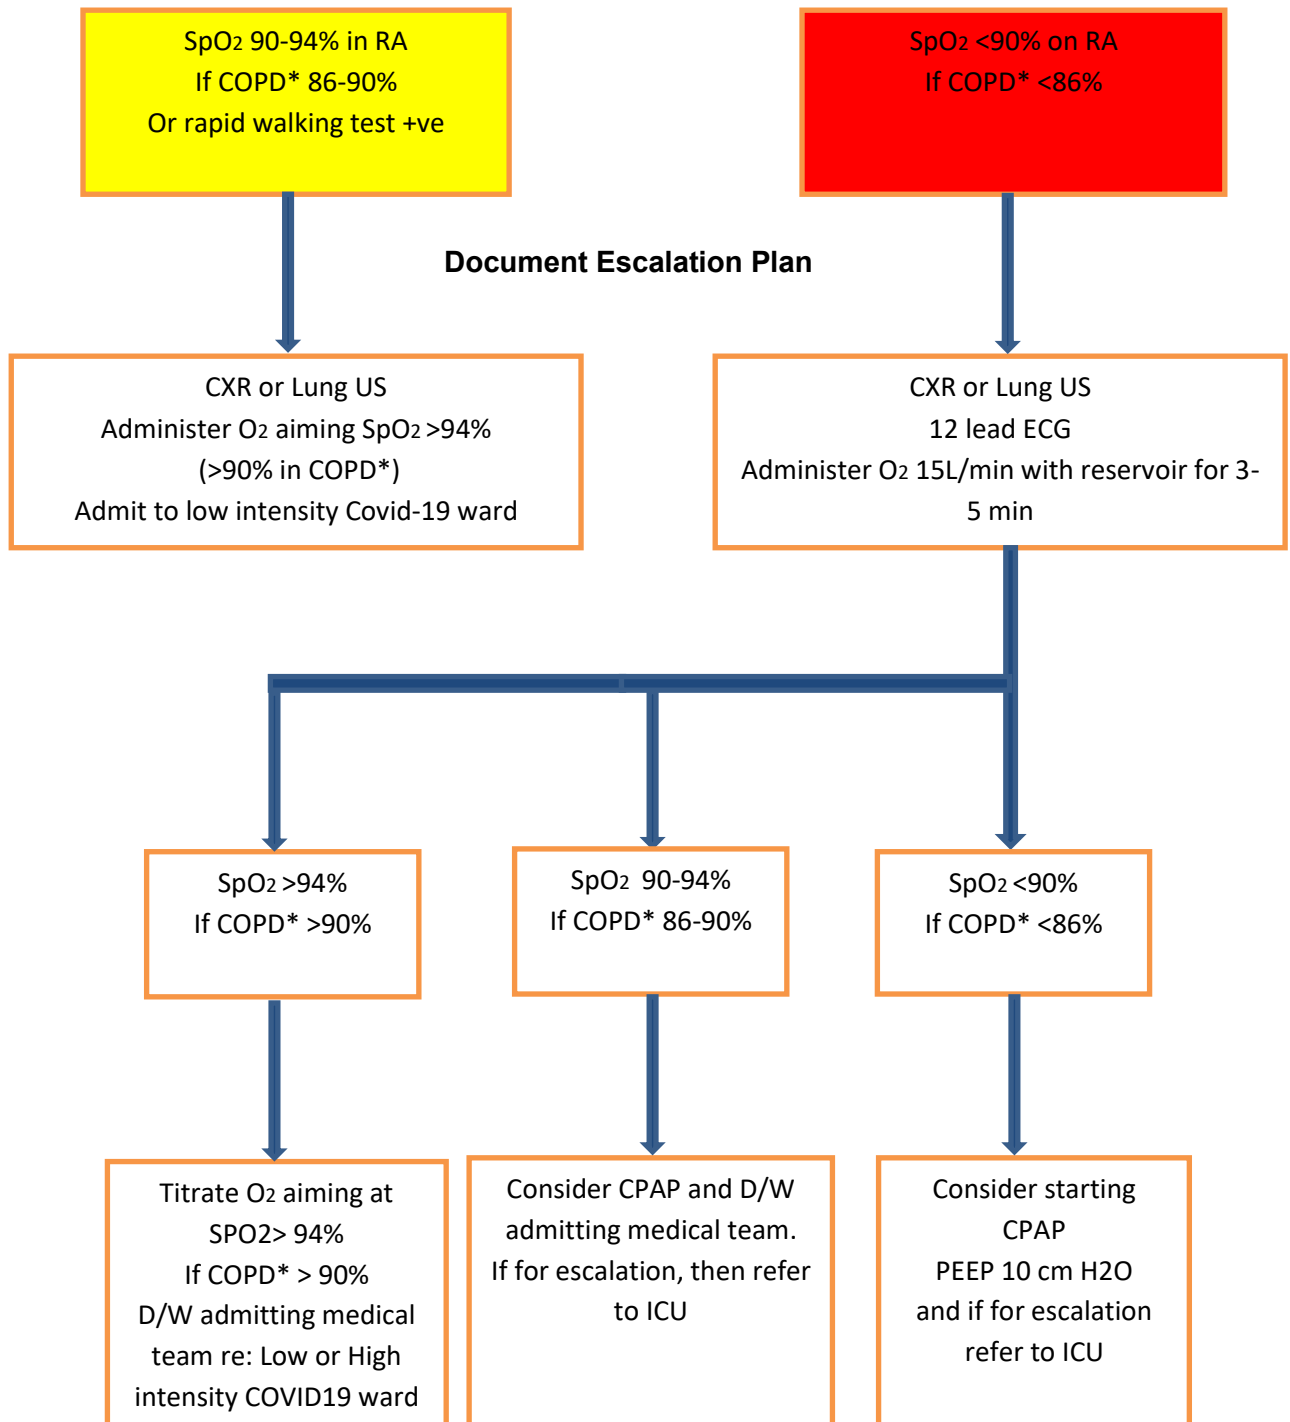 SpO2 90-94% in RA
If COPD* 86-90%
Or rapid walking test +ve
SpO2 <90% on RA
If COPD* <86%
Document Escalation Plan
CXR or Lung US
Administer O2 aiming SpO2 >94%
(>90% in COPD*)
Admit to low intensity Covid-19 ward
CXR or Lung US
12 lead ECG
Administer O2 15L/min with reservoir for 3-
5 min
SpO2 >94%
If COPD* >90%
SpO2 90-94%
If COPD* 86-90%
SpO2 <90%
If COPD* <86%
Titrate O2 aiming at
SPO2> 94%
If COPD* > 90%
D/W admitting medical
team re: Low or High
intensity COVID19 ward
Consider CPAP and D/W
admitting medical team.
If for escalation, then refer
to ICU
Consider starting
CPAP
PEEP 10 cm H2O
and if for escalation
refer to ICU